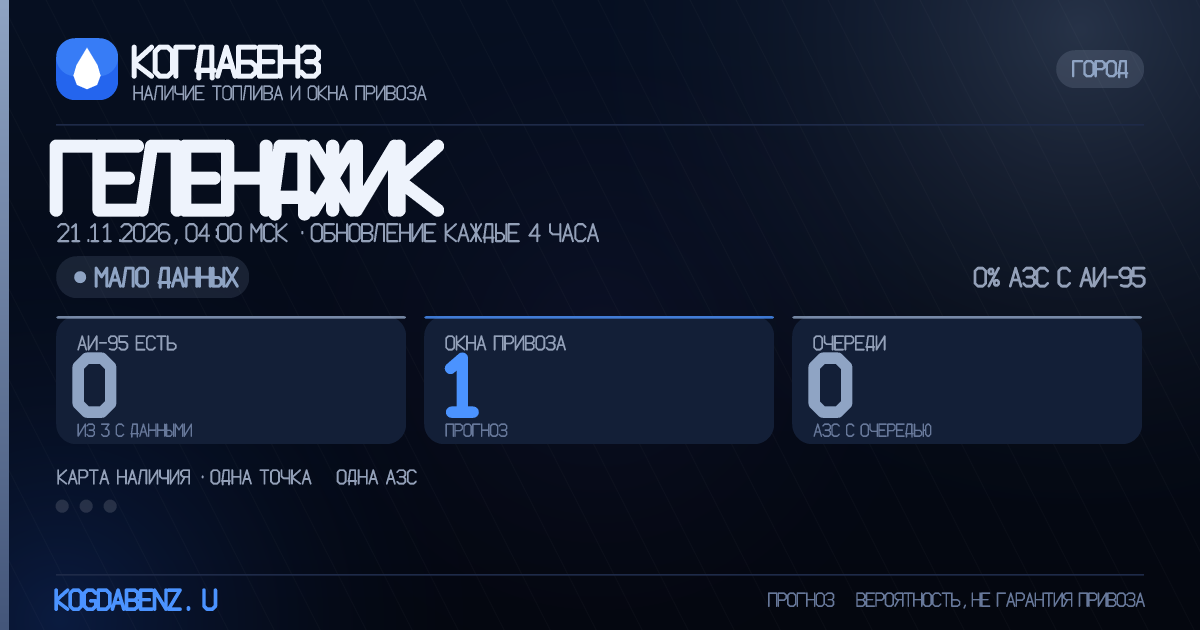 КОГДАБЕНЗ
НАЛИЧИЕ ТОПЛИВА И ОКНА ПРИВОЗА
ГОРОД
ГЕЛЕНДЖИК
21.11.2026, 04:00 МСК · ОБНОВЛЕНИЕ КАЖДЫЕ 4 ЧАСА
МАЛО ДАННЫХ
0% АЗС С АИ-95
АИ-95 ЕСТЬ
0
ИЗ 3 С ДАННЫМИ
ОКНА ПРИВОЗА
1
ПРОГНОЗ
ОЧЕРЕДИ
0
АЗС С ОЧЕРЕДЬЮ
КАРТА НАЛИЧИЯ · ОДНА ТОЧКА ОДНА АЗС
KOGDABENZ. U
ПРОГНОЗ ВЕРОЯТНОСТЬ, НЕ ГАРАНТИЯ ПРИВОЗА